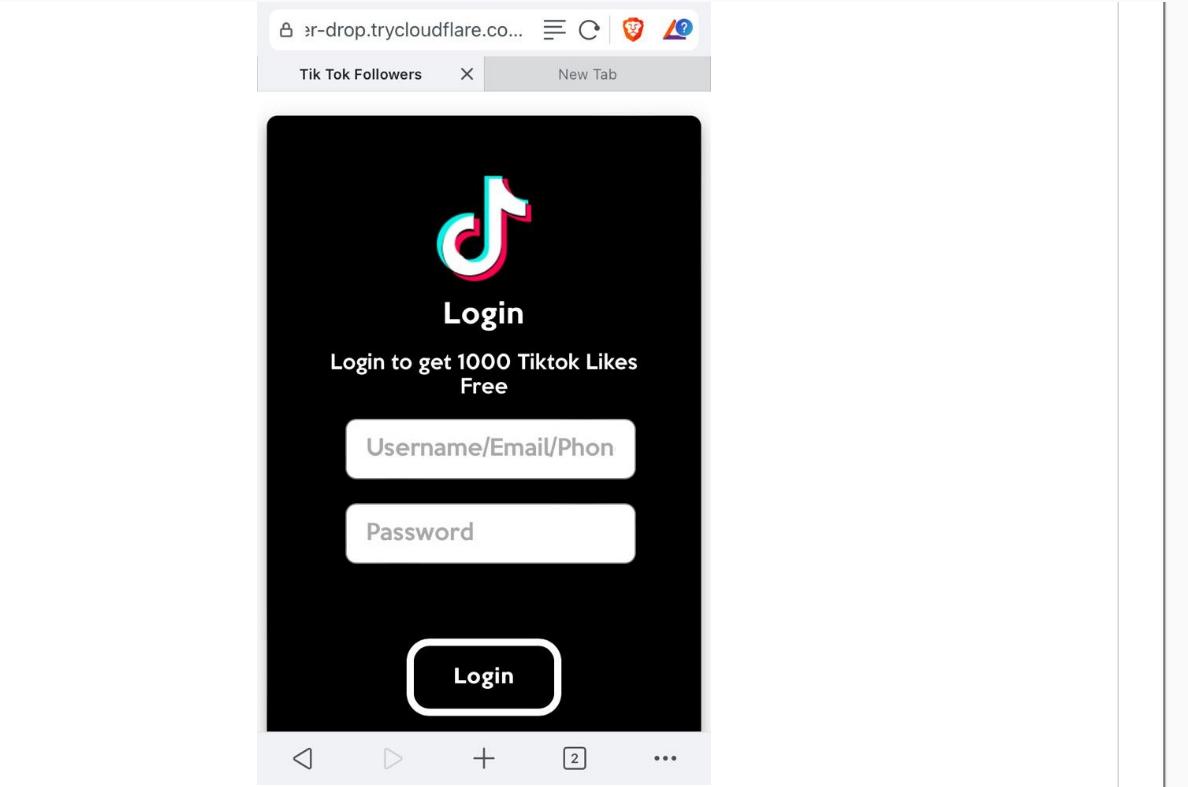 er-drop.trycloudflare.co...
Tik Tok Followers
New Tab
Login
Login to get 1000 Tiktok Likes
Free
Username/Email/Phon
Password
Login
2